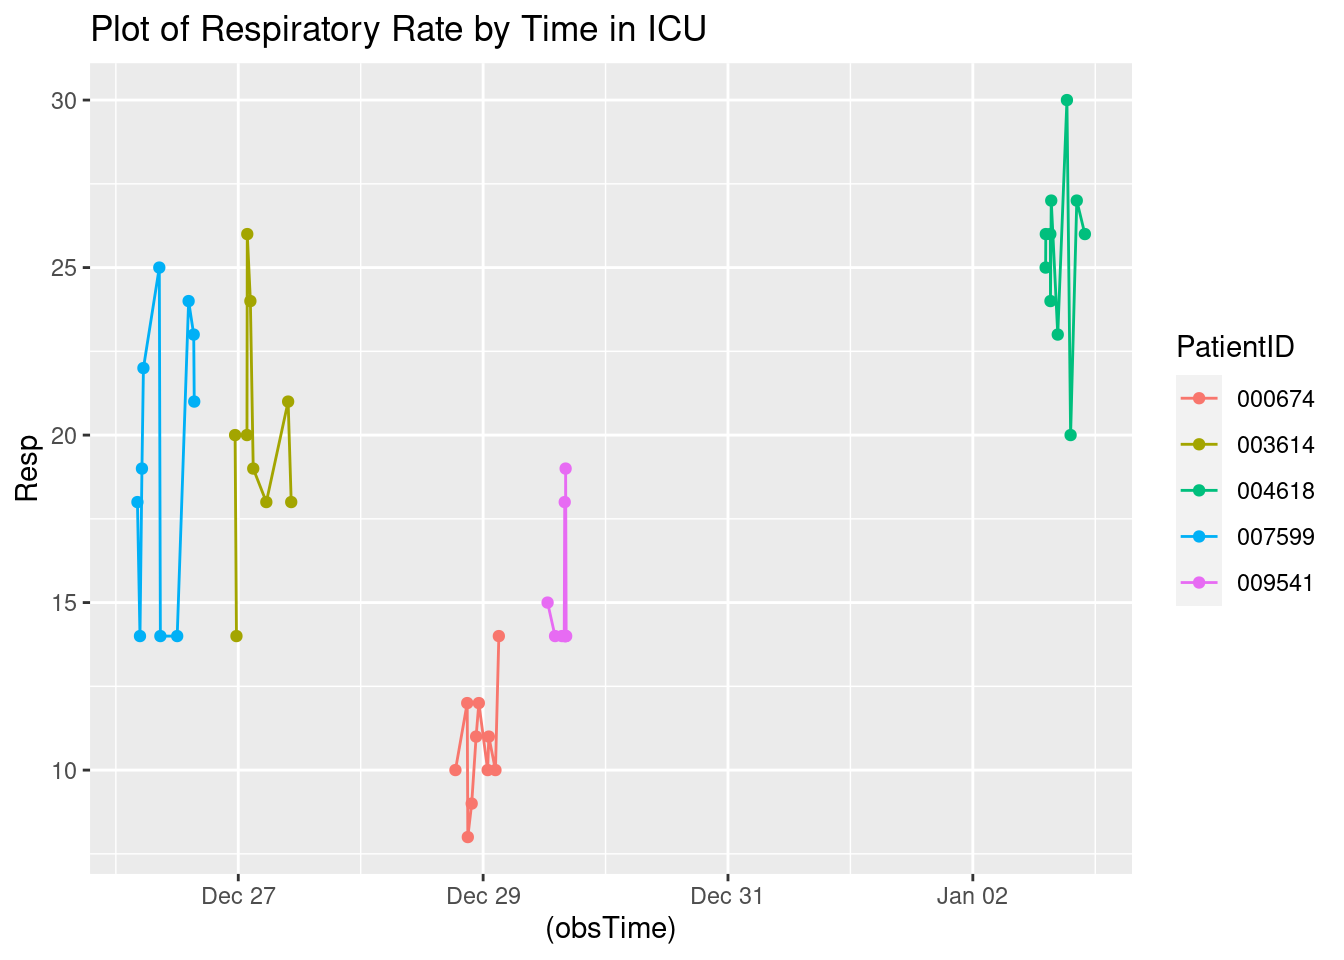 Plot of Respiratory Rate by Time in ICU
30
25
20
15
10
Resp
Dec 27
Dec 29
Dec 31
Jan 02
(obsTime)
PatientID
000674
003614
004618
007599
009541